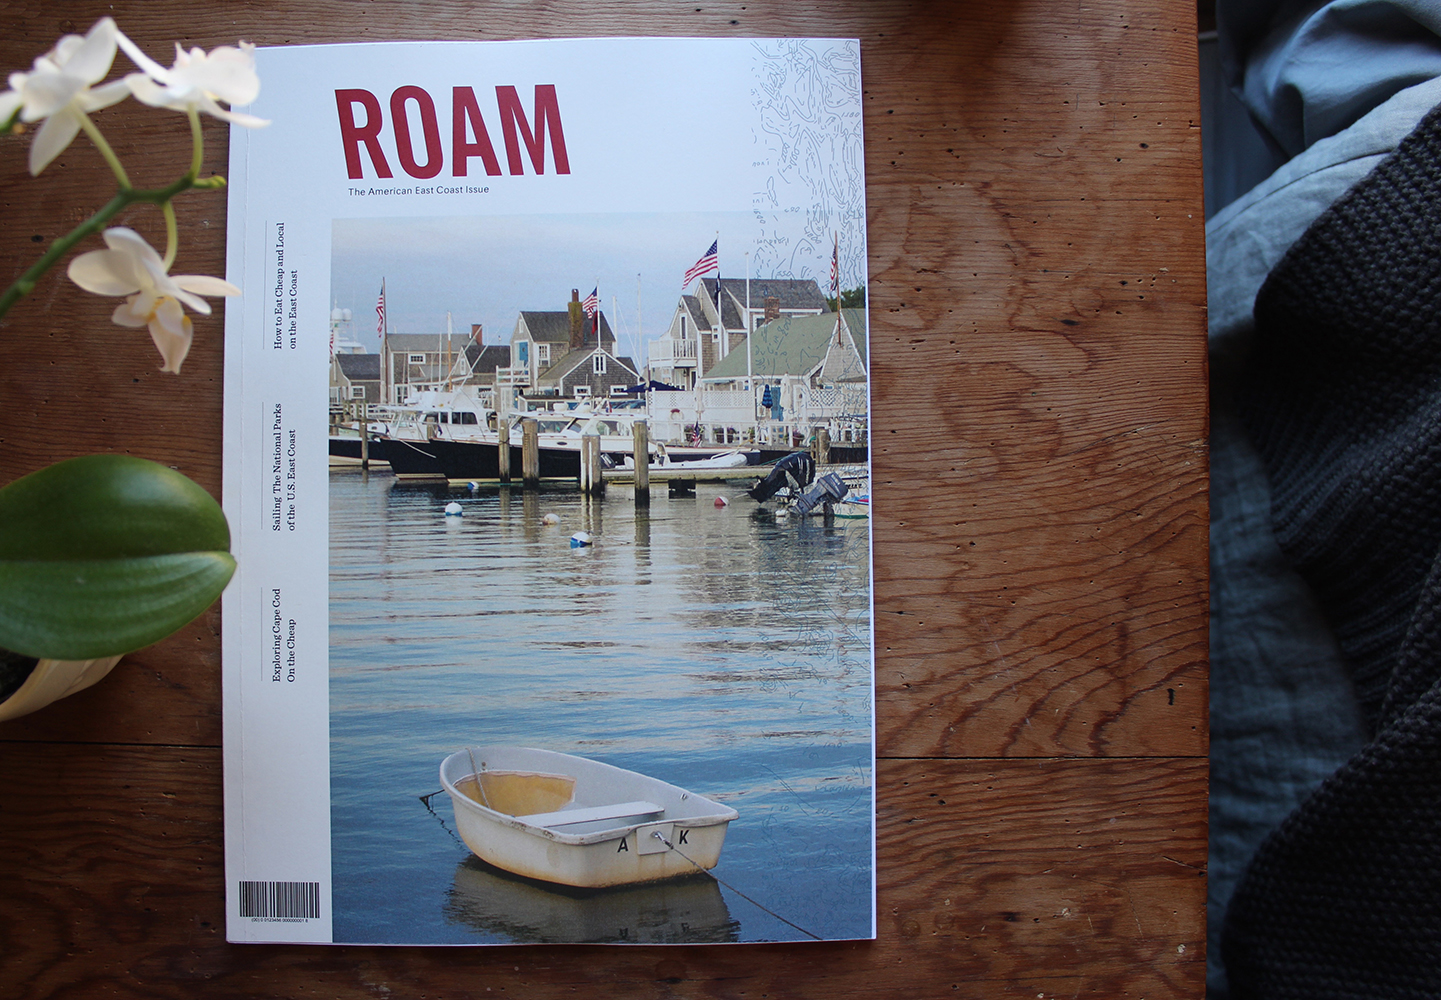 ROAM
The American East Coast Issue
How to Eat Cheap and Local
on the East Coast
Sailing The National Parks
of the U.S. East Coast
Exploring Cape Cod
On the Cheap
A K